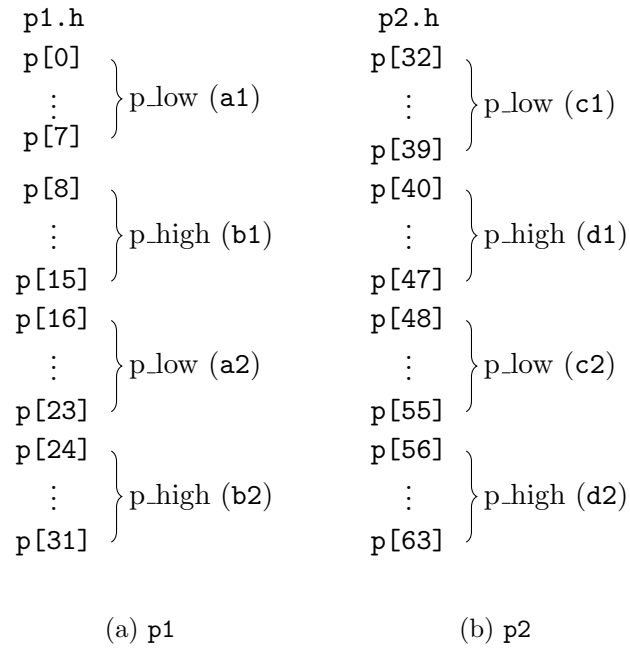 p1.h
p[0]
⋮
p[7]
p_low (a1)
p[8]
⋮
p[15]
p_high (b1)
p[16]
⋮
p[23]
p_low (a2)
p[24]
⋮
p[31]
p_high (b2)
(a) p1
p2.h
p[32]
⋮
p[39]
p_low (c1)
p[40]
⋮
p[47]
p_high (d1)
p[48]
⋮
p[55]
p_low (c2)
p[56]
⋮
p[63]
p_high (d2)
(b) p2